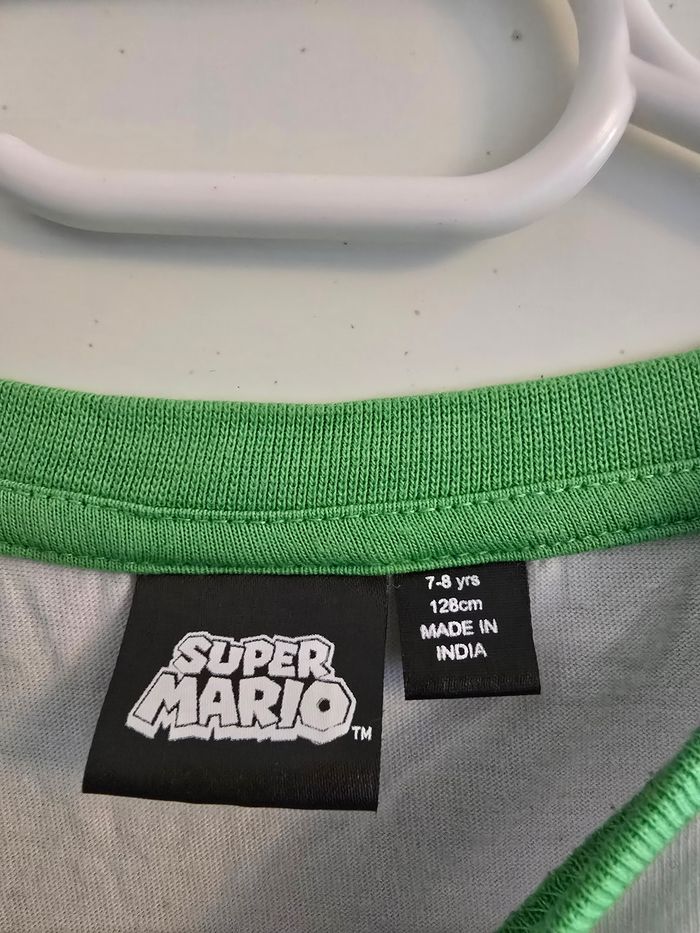 SUPER
MARIO
TM
7-8 yrs
128cm
MADE IN
INDIA